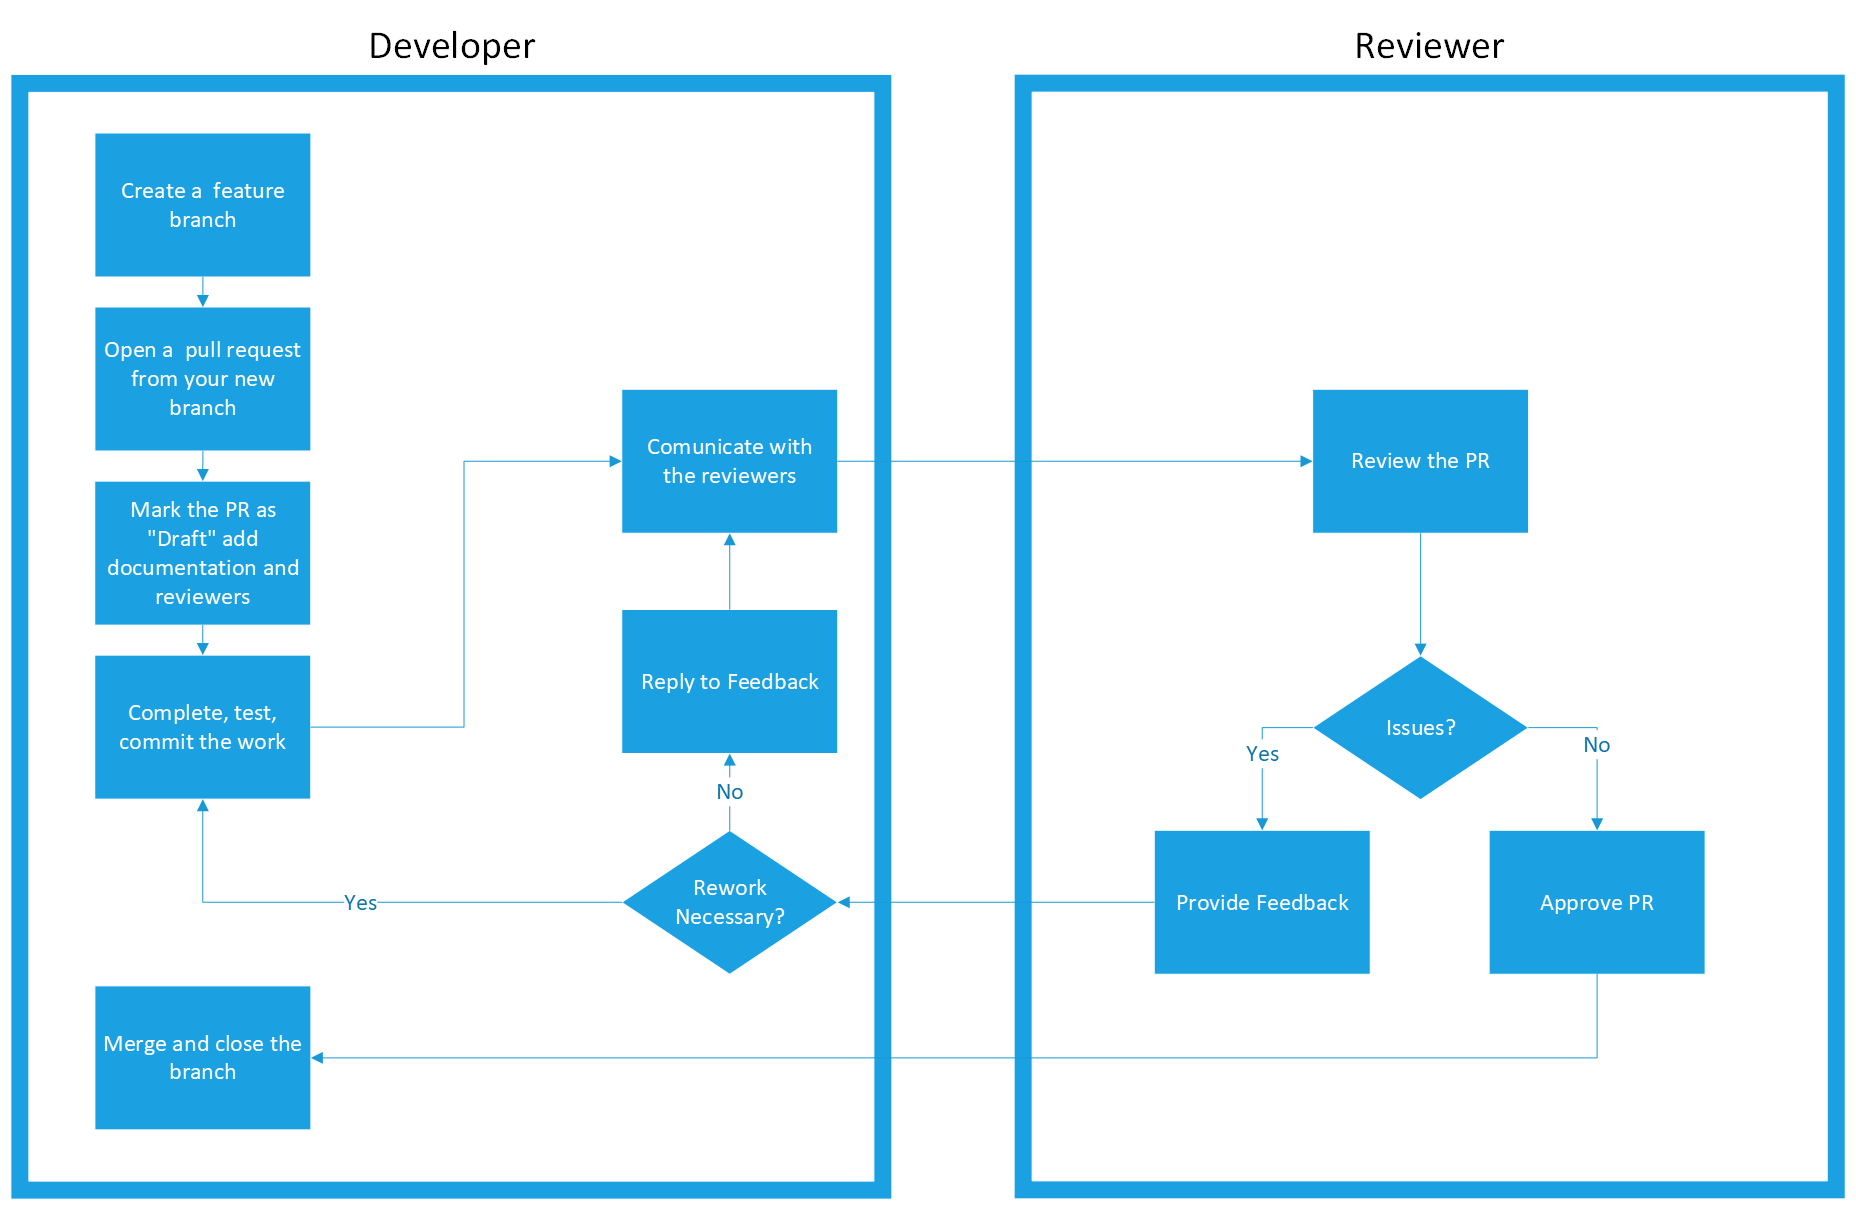 Developer
Reviewer
Create a  feature
branch
Open a  pull request
from your new
branch
Mark the PR as
"Draft" add
documentation and
reviewers
Complete, test,
commit the work
Comunicate with
the reviewers
Reply to Feedback
No
Rework
Necessary?
Yes
Merge and close the
branch
Review the PR
Issues?
Yes
No
Provide Feedback
Approve PR